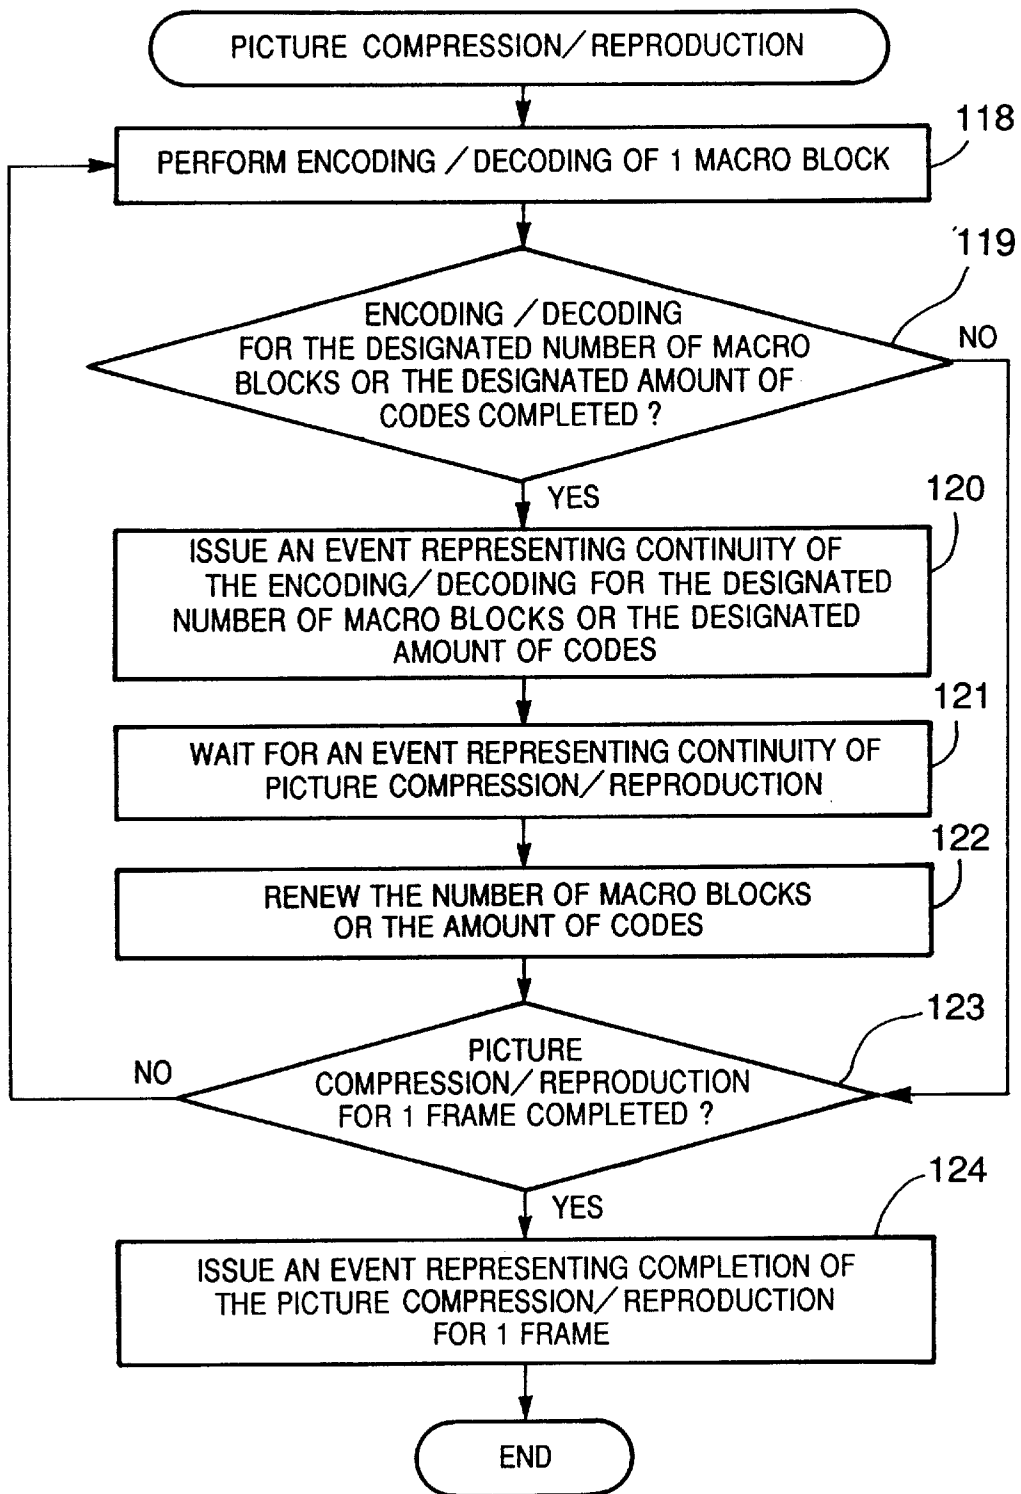 PICTURE COMPRESSION/REPRODUCTION
118
PERFORM ENCODING/DECODING OF 1 MACRO BLOCK
119
ENCODING/DECODING
FOR THE DESIGNATED NUMBER OF MACRO
BLOCKS OR THE DESIGNATED AMOUNT OF
CODES COMPLETED ?
NO
YES
120
ISSUE AN EVENT REPRESENTING CONTINUITY OF
THE ENCODING/DECODING FOR THE DESIGNATED
NUMBER OF MACRO BLOCKS OR THE DESIGNATED
AMOUNT OF CODES
121
WAIT FOR AN EVENT REPRESENTING CONTINUITY OF
PICTURE COMPRESSION/REPRODUCTION
122
RENEW THE NUMBER OF MACRO BLOCKS
OR THE AMOUNT OF CODES
123
PICTURE
COMPRESSION/REPRODUCTION
FOR 1 FRAME COMPLETED ?
NO
YES
124
ISSUE AN EVENT REPRESENTING COMPLETION OF
THE PICTURE COMPRESSION/REPRODUCTION
FOR 1 FRAME
END